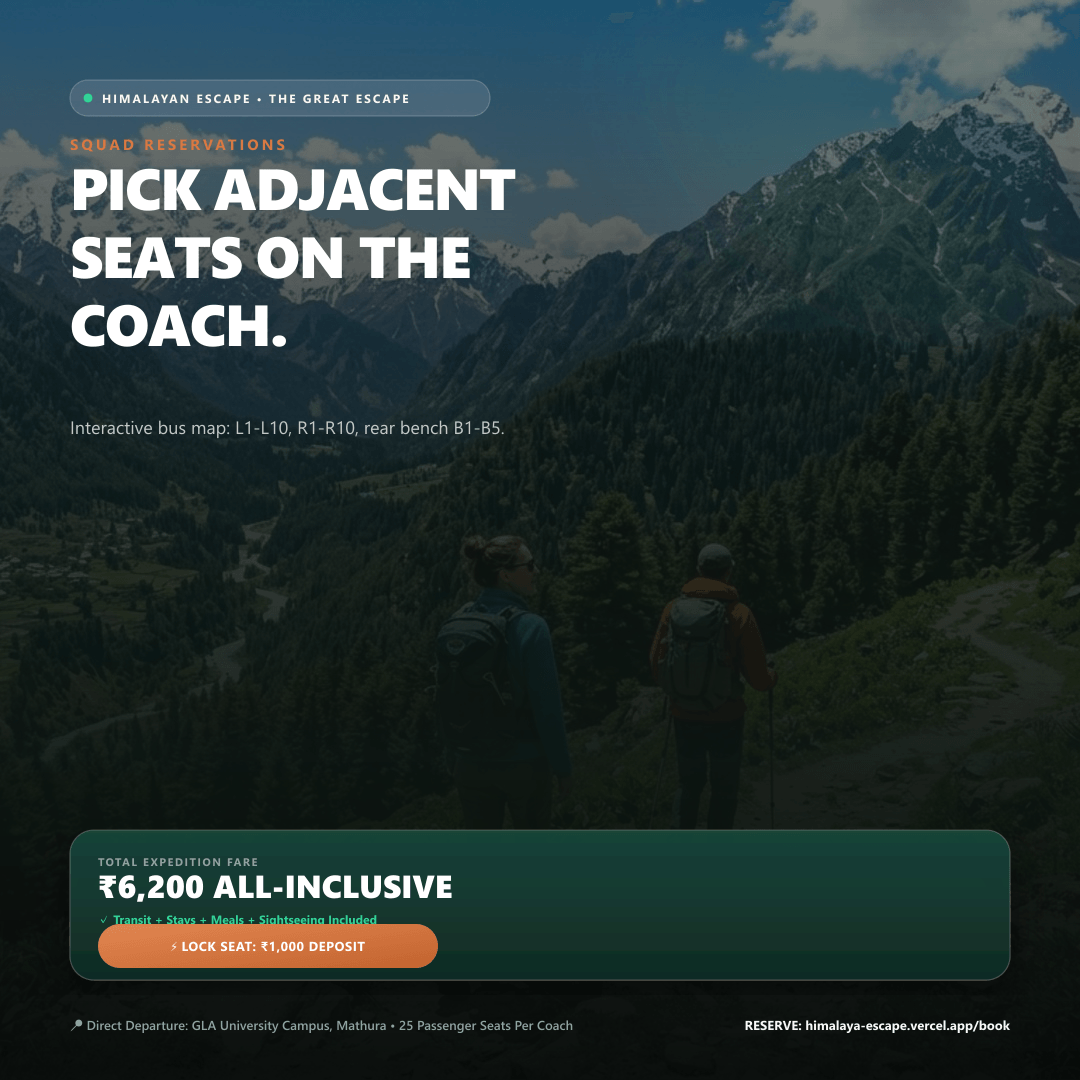 HIMALAYAN ESCAPE • THE GREAT ESCAPE
SQUAD RESERVATIONS
PICK ADJACENT
SEATS ON THE
COACH.
Interactive bus map: L1-L10, R1-R10, rear bench B1-B5.
TOTAL EXPEDITION FARE
₹6,200 ALL-INCLUSIVE
✓ Transit + Stays + Meals + Sightseeing Included
⚡ LOCK SEAT: ₹1,000 DEPOSIT
📍 Direct Departure: GLA University Campus, Mathura • 25 Passenger Seats Per Coach
RESERVE: himalaya-escape.vercel.app/book